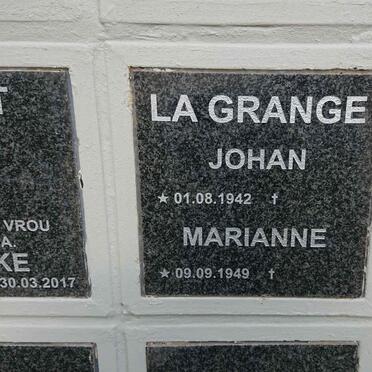 T
VROU
A.
KE
30.03.2017
LA GRANGE
JOHAN
★ 01.08.1942 †
MARIANNE
★ 09.09.1949 †